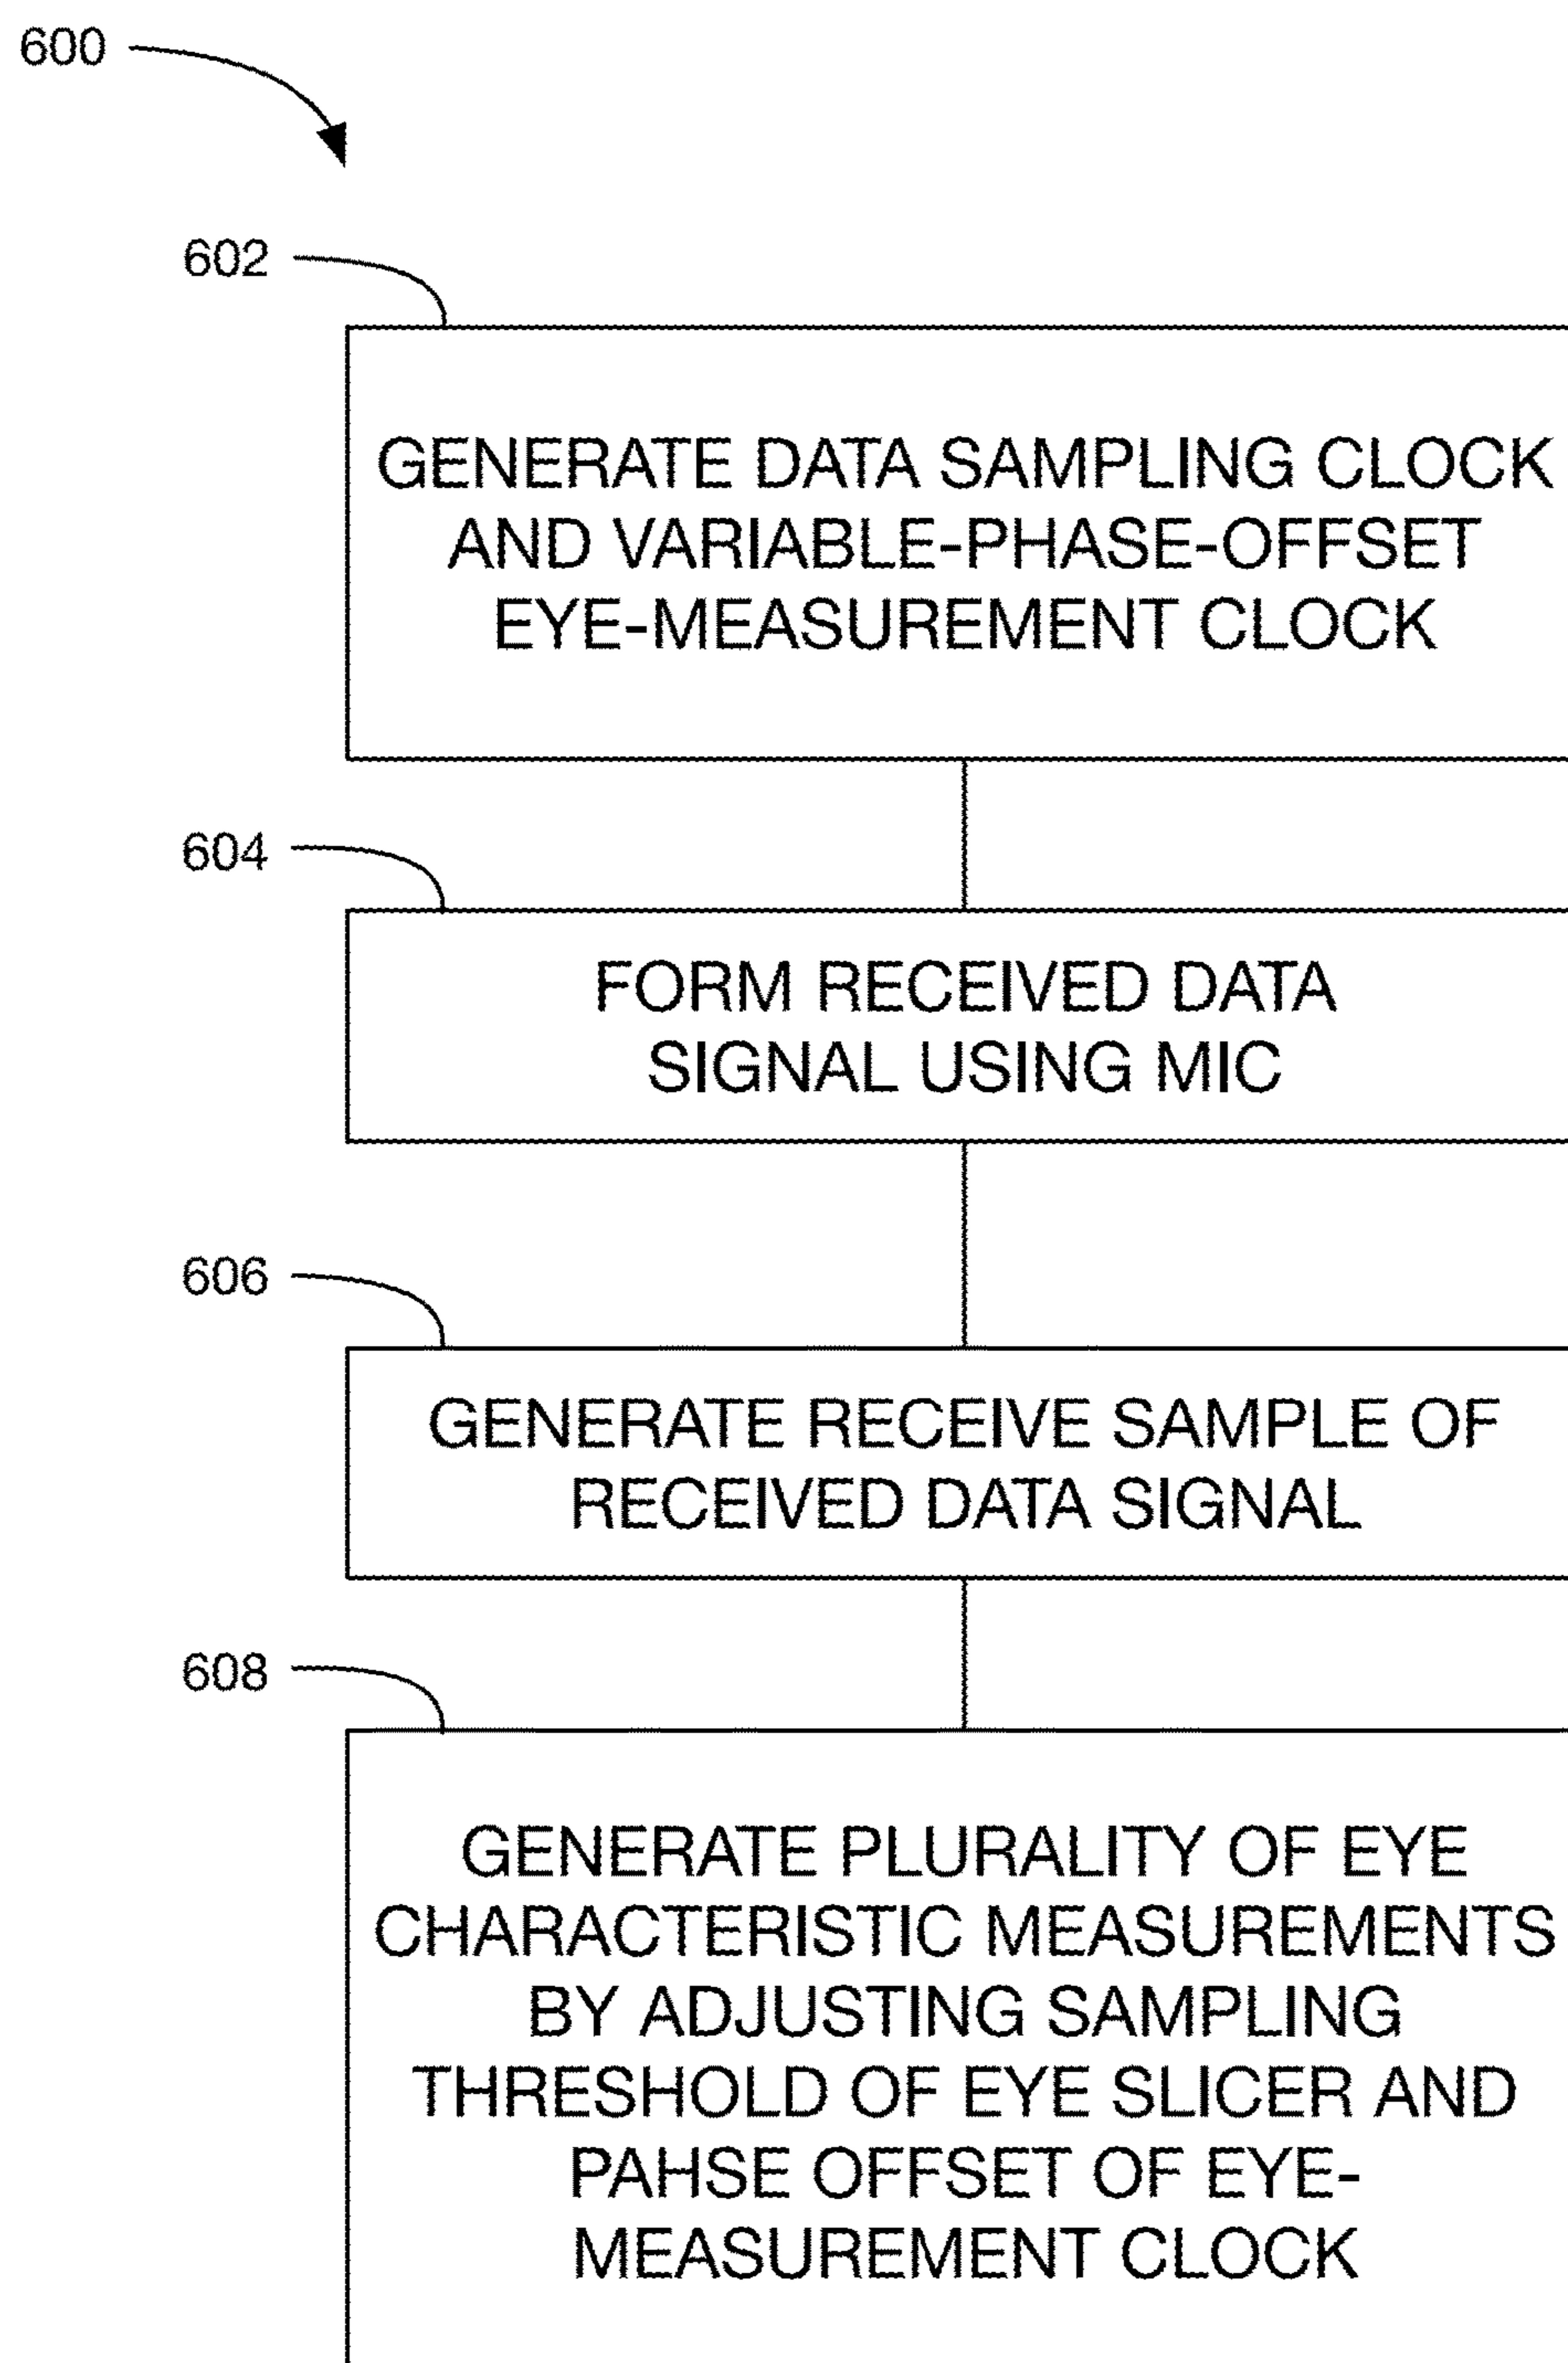 600
602
GENERATE DATA SAMPLING CLOCK
AND VARIABLE-PHASE-OFFSET
EYE-MEASUREMENT CLOCK
604
FORM RECEIVED DATA
SIGNAL USING MIC
606
GENERATE RECEIVE SAMPLE OF
RECEIVED DATA SIGNAL
608
GENERATE PLURALITY OF EYE
CHARACTERISTIC MEASUREMENTS
BY ADJUSTING SAMPLING
THRESHOLD OF EYE SLICER AND
PAHSE OFFSET OF EYE-
MEASUREMENT CLOCK